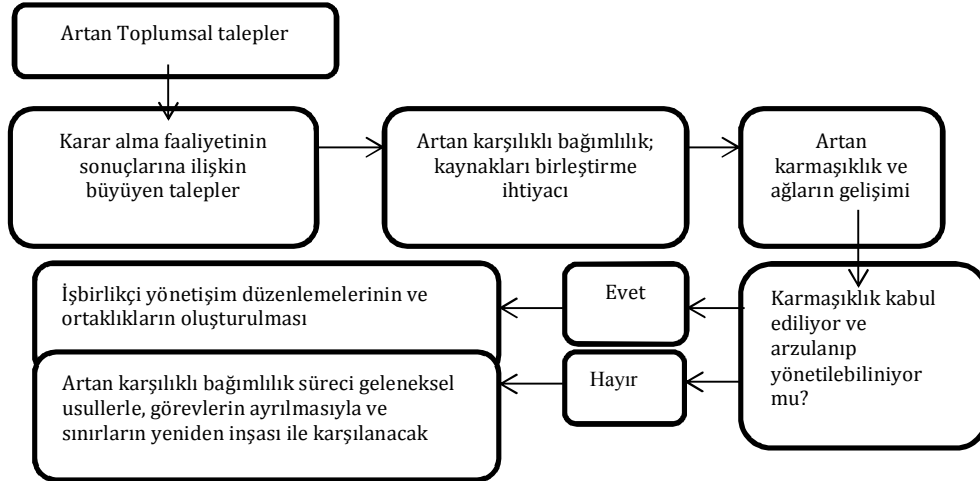 Artan Toplumsal talepler
Karar alma faaliyetinin
sonuçlarına ilişkin
büyüyen talepler
Artan karşılıklı bağımlılık;
kaynakları birleştirme
ihtiyacı
Artan
karmaşıklık ve
ağların gelişimi
Karmaşıklık kabul
ediliyor ve
arzulanıp
yönetilebiliniyor
mu?
Evet
İşbirlikçi yönetişim düzenlemelerinin ve
ortaklıkların oluşturulması
Hayır
Artan karşılıklı bağımlılık süreci geleneksel
usullerle, görevlerin ayrılmasıyla ve
sınırların yeniden inşası ile karşılanacak